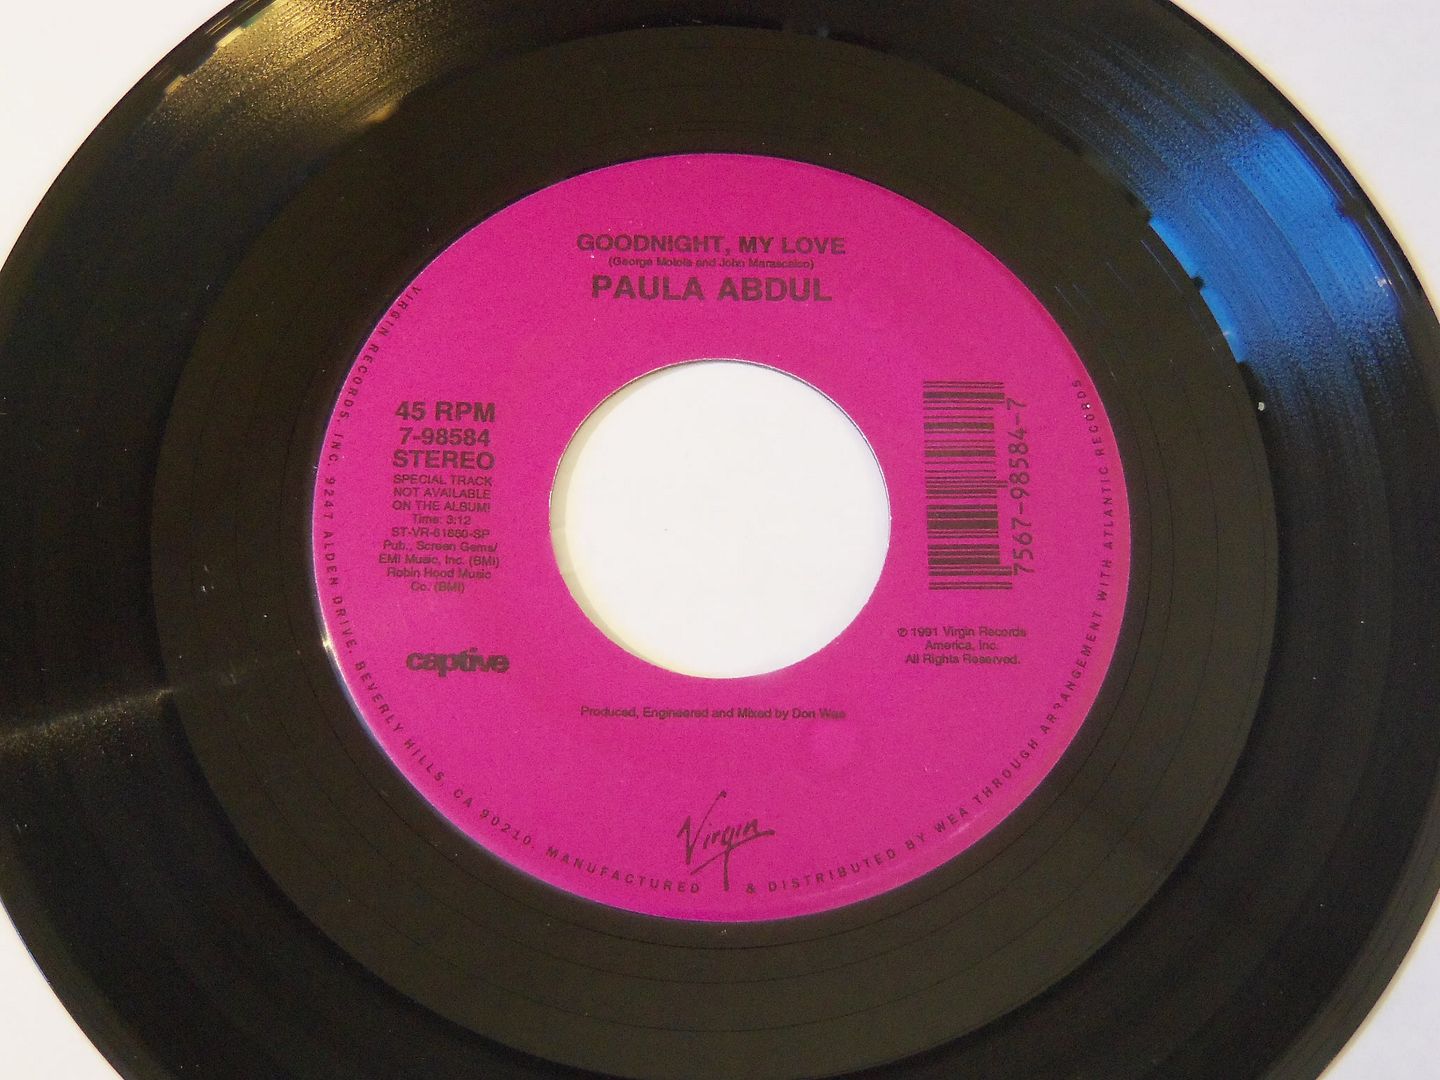 GOODNIGHT, MY LOVE
(George Motola and John Marascalco)
PAULA ABDUL
45 RPM
7-98584
STEREO
SPECIAL TRACK
NOT AVAILABLE
ON THE ALBUM!
Time: 3:12
ST-VR-61860-SP
Pub., Screen Gems/
EMI Music, Inc. (BMI)
Robin Hood Music
Co. (BMI)
captive
7567-98584-7
℗ 1991 Virgin Records
America, Inc.
All Rights Reserved.
Produced, Engineered and Mixed by Don Was
Virgin
VIRGIN RECORDS, INC. 9247 ALDEN DRIVE, BEVERLY HILLS, CA 90210. MANUFACTURED & DISTRIBUTED BY WEA THROUGH ARRANGEMENT WITH ATLANTIC RECORDS